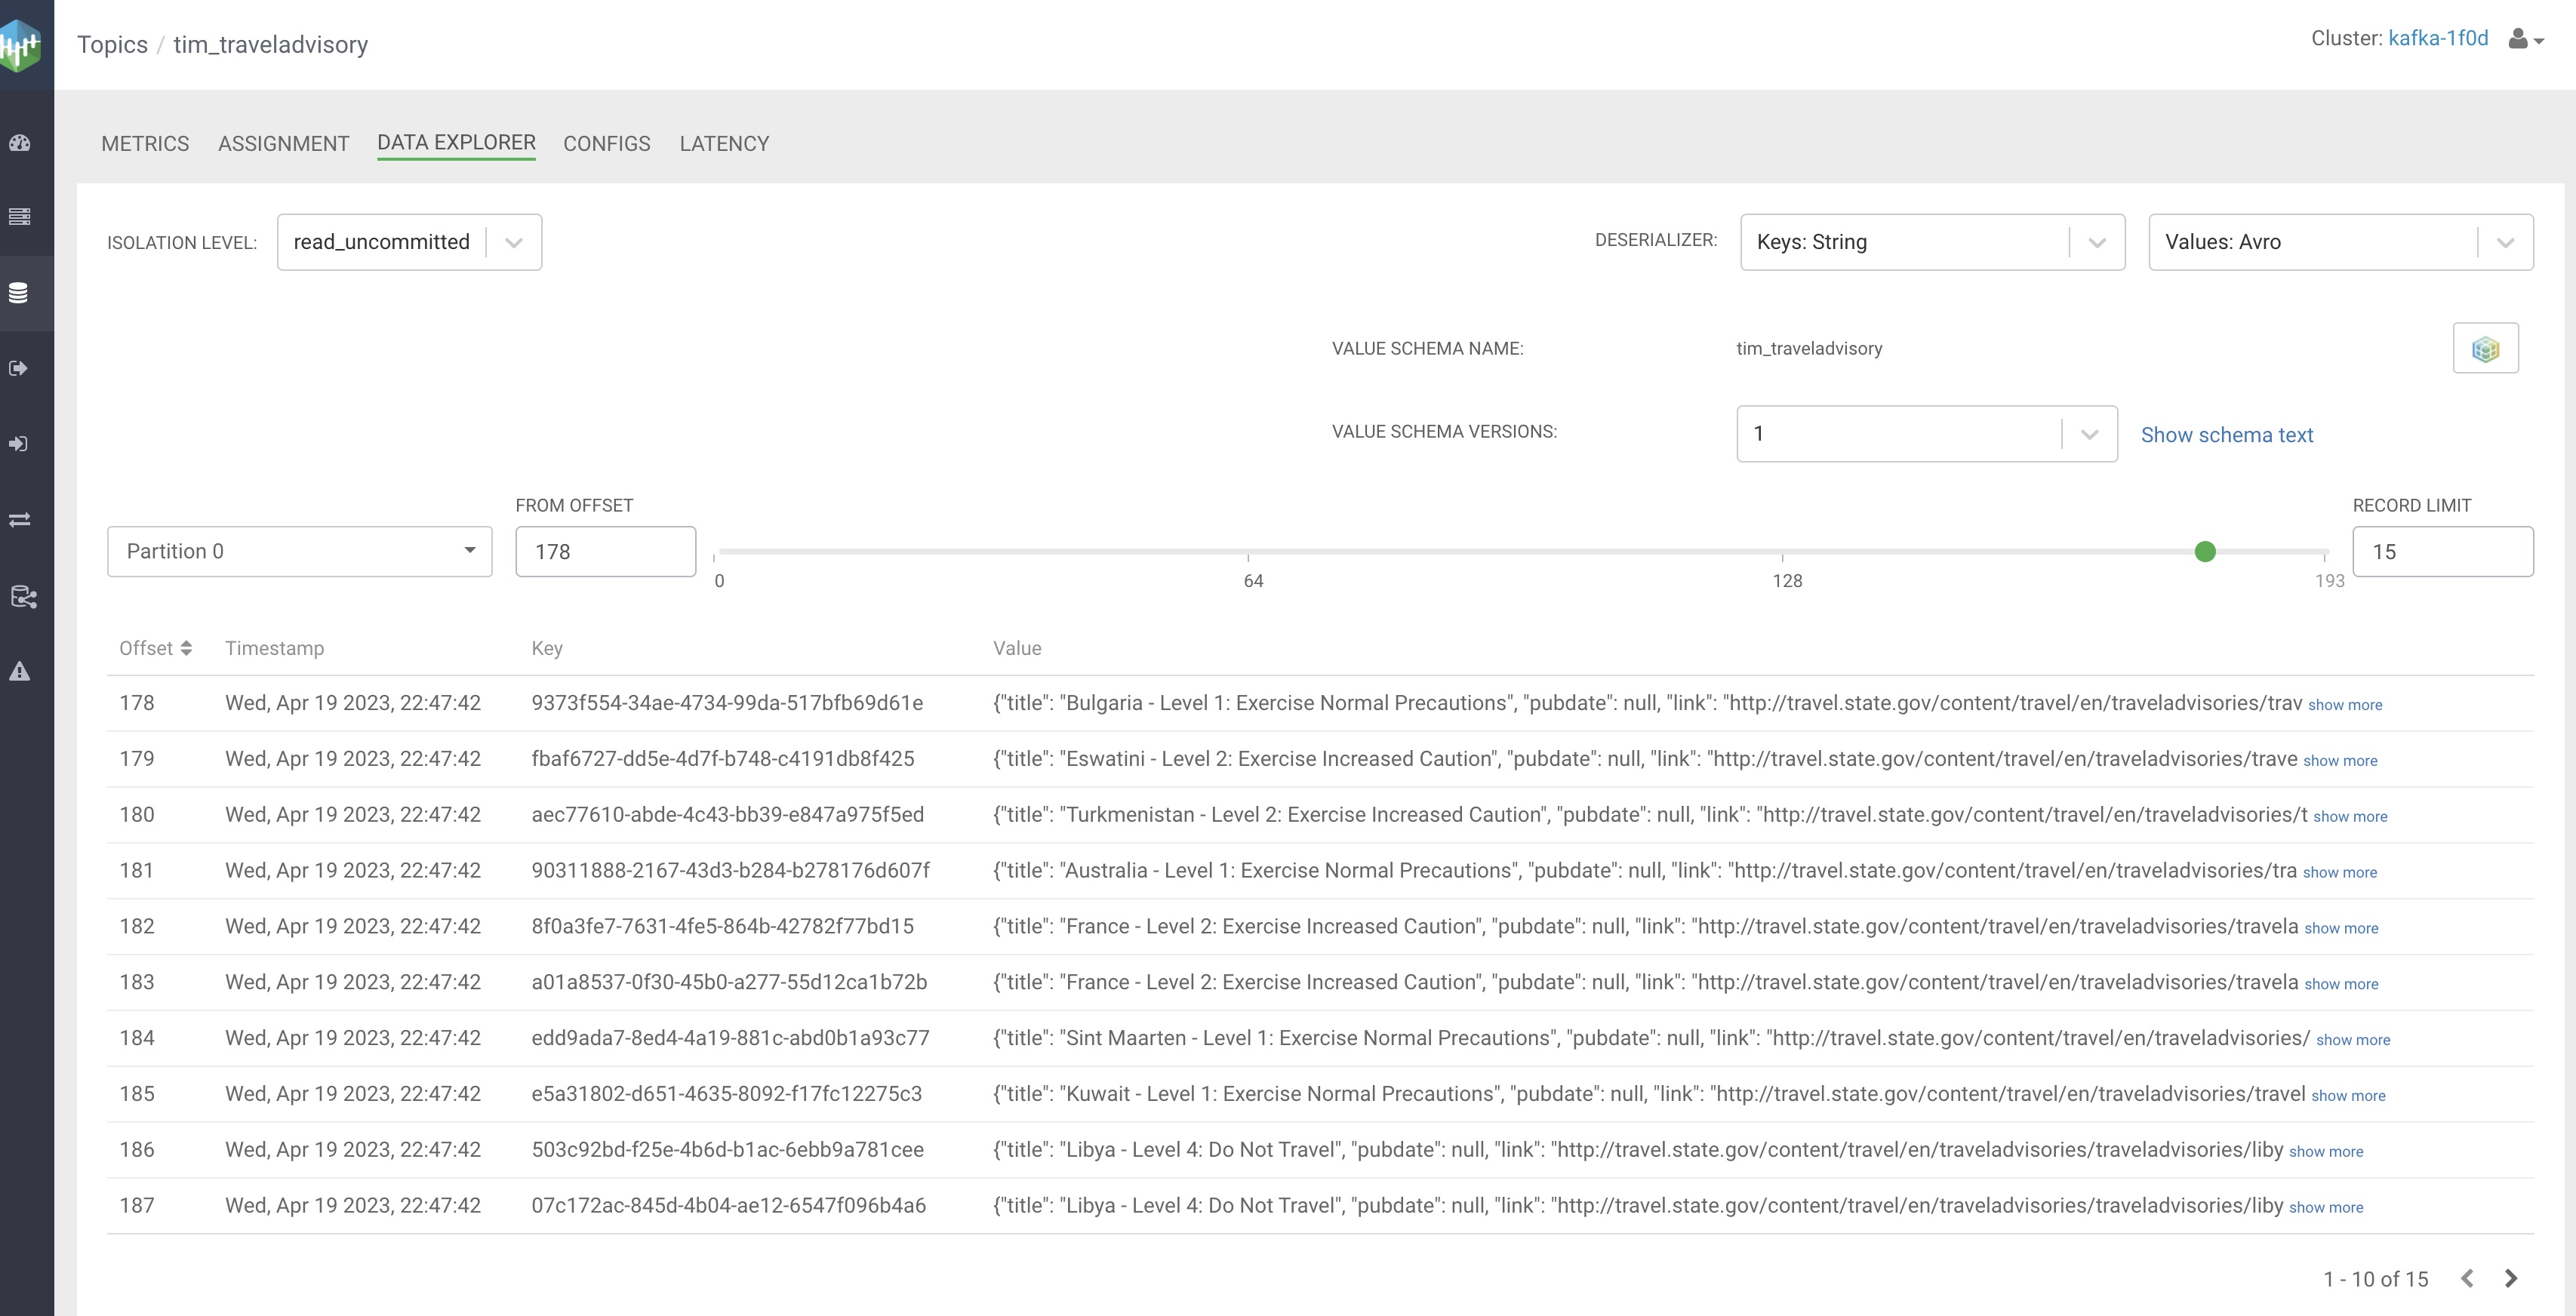 Topics / tim_traveladvisory
Cluster: kafka-1f0d
METRICS ASSIGNMENT DATA EXPLORER CONFIGS LATENCY
ISOLATION LEVEL: read_uncommitted
DESERIALIZER: Keys: String Values: Avro
VALUE SCHEMA NAME: tim_traveladvisory
VALUE SCHEMA VERSIONS: 1 Show schema text
FROM OFFSET RECORD LIMIT
Partition 0 178 15
0 64 128 193
Offset Timestamp Key Value
178 Wed, Apr 19 2023, 22:47:42 9373f554-34ae-4734-99da-517bfb69d61e {"title": "Bulgaria - Level 1: Exercise Normal Precautions", "pubdate": null, "link": "http://travel.state.gov/content/travel/en/traveladvisories/trav show more
179 Wed, Apr 19 2023, 22:47:42 fbaf6727-dd5e-4d7f-b748-c4191db8f425 {"title": "Eswatini - Level 2: Exercise Increased Caution", "pubdate": null, "link": "http://travel.state.gov/content/travel/en/traveladvisories/trave show more
180 Wed, Apr 19 2023, 22:47:42 aec77610-abde-4c43-bb39-e847a975f5ed {"title": "Turkmenistan - Level 2: Exercise Increased Caution", "pubdate": null, "link": "http://travel.state.gov/content/travel/en/traveladvisories/t show more
181 Wed, Apr 19 2023, 22:47:42 90311888-2167-43d3-b284-b278176d607f {"title": "Australia - Level 1: Exercise Normal Precautions", "pubdate": null, "link": "http://travel.state.gov/content/travel/en/traveladvisories/tra show more
182 Wed, Apr 19 2023, 22:47:42 8f0a3fe7-7631-4fe5-864b-42782f77bd15 {"title": "France - Level 2: Exercise Increased Caution", "pubdate": null, "link": "http://travel.state.gov/content/travel/en/traveladvisories/travela show more
183 Wed, Apr 19 2023, 22:47:42 a01a8537-0f30-45b0-a277-55d12ca1b72b {"title": "France - Level 2: Exercise Increased Caution", "pubdate": null, "link": "http://travel.state.gov/content/travel/en/traveladvisories/travela show more
184 Wed, Apr 19 2023, 22:47:42 edd9ada7-8ed4-4a19-881c-abd0b1a93c77 {"title": "Sint Maarten - Level 1: Exercise Normal Precautions", "pubdate": null, "link": "http://travel.state.gov/content/travel/en/traveladvisories/ show more
185 Wed, Apr 19 2023, 22:47:42 e5a31802-d651-4635-8092-f17fc12275c3 {"title": "Kuwait - Level 1: Exercise Normal Precautions", "pubdate": null, "link": "http://travel.state.gov/content/travel/en/traveladvisories/travel show more
186 Wed, Apr 19 2023, 22:47:42 503c92bd-f25e-4b6d-b1ac-6ebb9a781cee {"title": "Libya - Level 4: Do Not Travel", "pubdate": null, "link": "http://travel.state.gov/content/travel/en/traveladvisories/traveladvisories/liby show more
187 Wed, Apr 19 2023, 22:47:42 07c172ac-845d-4b04-ae12-6547f096b4a6 {"title": "Libya - Level 4: Do Not Travel", "pubdate": null, "link": "http://travel.state.gov/content/travel/en/traveladvisories/traveladvisories/liby show more
1 - 10 of 15